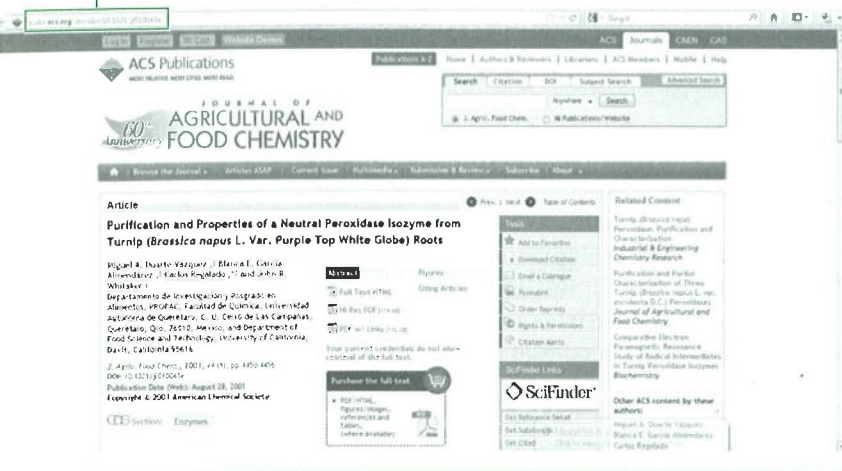 Log In Register Cart
ACS Journals C&EN CAS
ACS Publications
MOST TRUSTED. MOST CITED. MOST READ.
Publications A-Z
Home | Authors & Reviewers | Librarians | ACS Members | Mobile | Help
Search Citation DOI Subject Search Advanced Search
Anywhere Search
J. Agric. Food Chem. All Publications/Website
60th Anniversary
JOURNAL OF
AGRICULTURAL AND
FOOD CHEMISTRY
Browse the Journal Articles ASAP Current Issue Multimedia Submission & Review Subscribe About
Article
Prev. | Next Table of Contents
Purification and Properties of a Neutral Peroxidase Isozyme from
Turnip (Brassica napus L. Var. Purple Top White Globe) Roots
Miguel A. Duarte-Vázquez, Blanca E. García-
Almendárez, Carlos Regalado, and John R.
Whitaker
Departamento de Investigación y Posgrado en
Alimentos, PROPAC, Facultad de Química, Universidad
Autónoma de Querétaro, C. U. Cerro de Las Campanas,
Querétaro, Qro, 76010, Mexico, and Department of
Food Science and Technology, University of California,
Davis, California 95616
J. Agric. Food Chem., 2001, 49
Publication Date (Web): August 28, 2001
Copyright © 2001 American Chemical Society
CAS Section: Enzymes
Abstract
Figures
Full Text HTML
Citing Articles
Hi-Res PDF
PDF w/ Links
Your current credentials do not allow
retrieval of the full text.
Purchase the full text
PDF/HTML,
figures/images,
references and
tables,
(where available)
Tools
Add to Favorites
Download Citation
Email a Colleague
Permalink
Order Reprints
Rights & Permissions
Citation Alerts
SciFinder Links
SciFinder
Get Reference Detail
Get Substances
Get Cited
Related Content
Turnip (Brassica napus)
Peroxidase: Purification and
Characterization
Industrial & Engineering
Chemistry Research
Purification and Partial
Characterization of Three
Turnip (Brassica napus L. var.
esculenta D.C.) Peroxidases
Journal of Agricultural and
Food Chemistry
Comparative Electron
Paramagnetic Resonance
Study of Radical Intermediates
in Turnip Peroxidase Isozymes
Biochemistry
Other ACS content by these
authors:
Miguel A. Duarte-Vázquez
Blanca E. García-Almendárez
Carlos Regalado